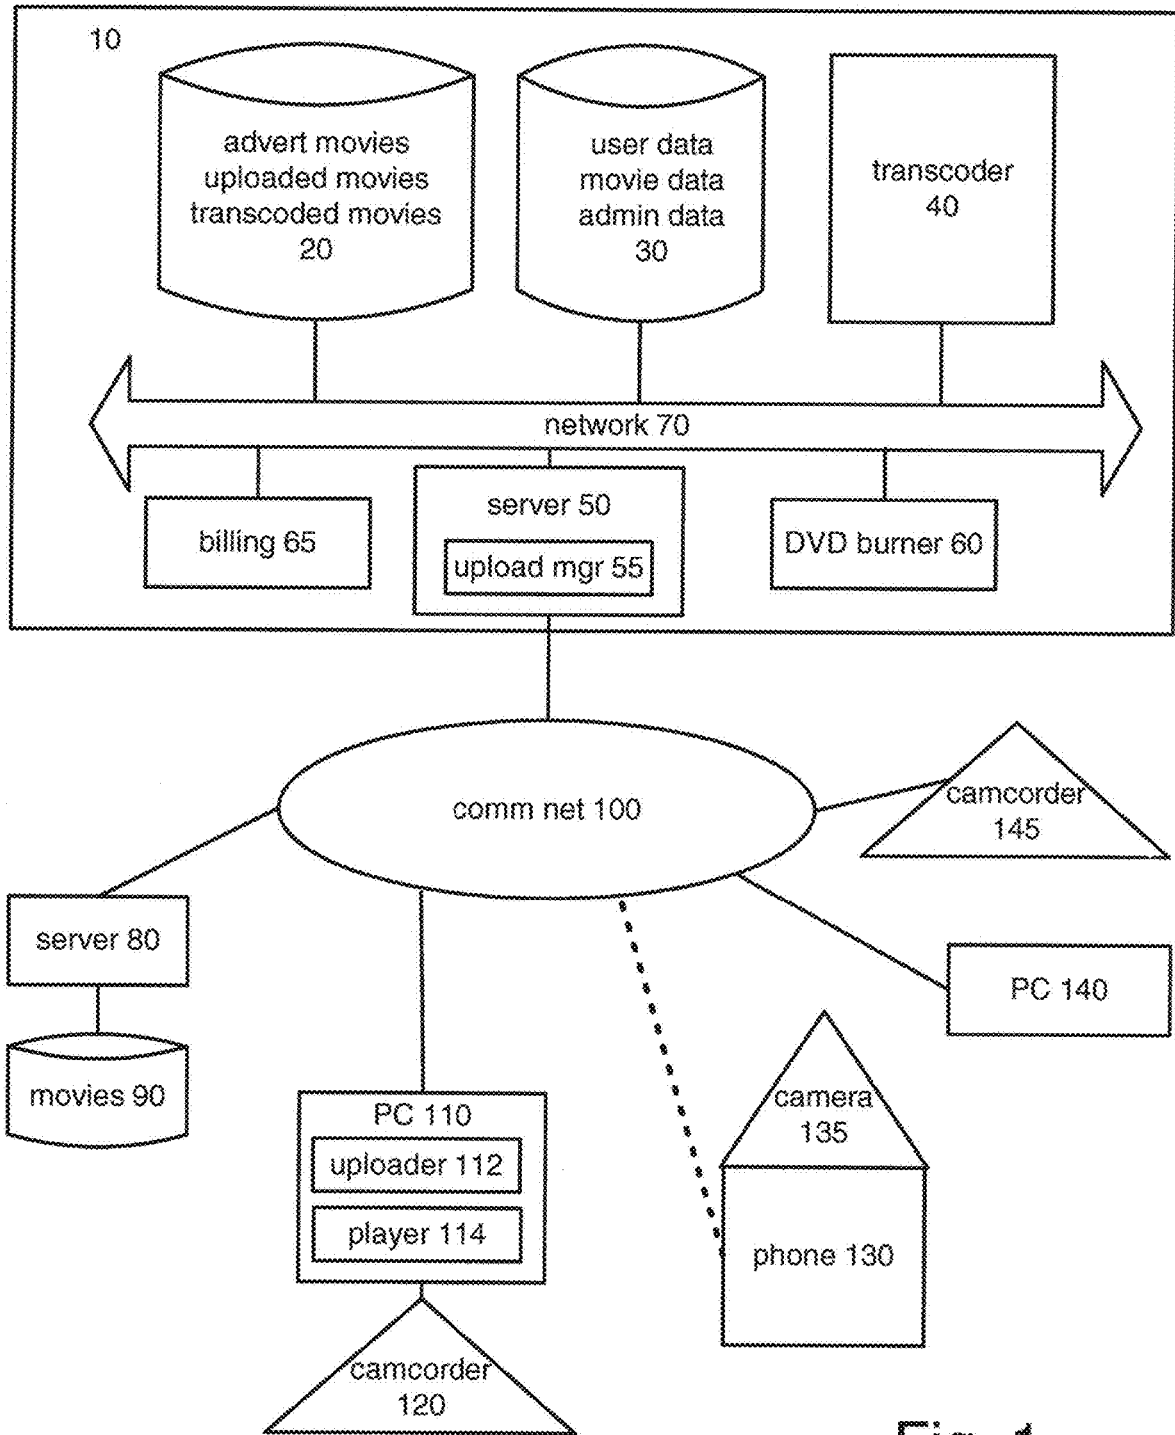 10
advert movies
uploaded movies
transcoded movies
20
user data
movie data
admin data
30
transcoder
40
network 70
billing 65
server 50
upload mgr 55
DVD burner 60
comm net 100
camcorder
145
server 80
PC 140
movies 90
camera
135
PC 110
uploader 112
player 114
phone 130
camcorder
120
Fig. 1